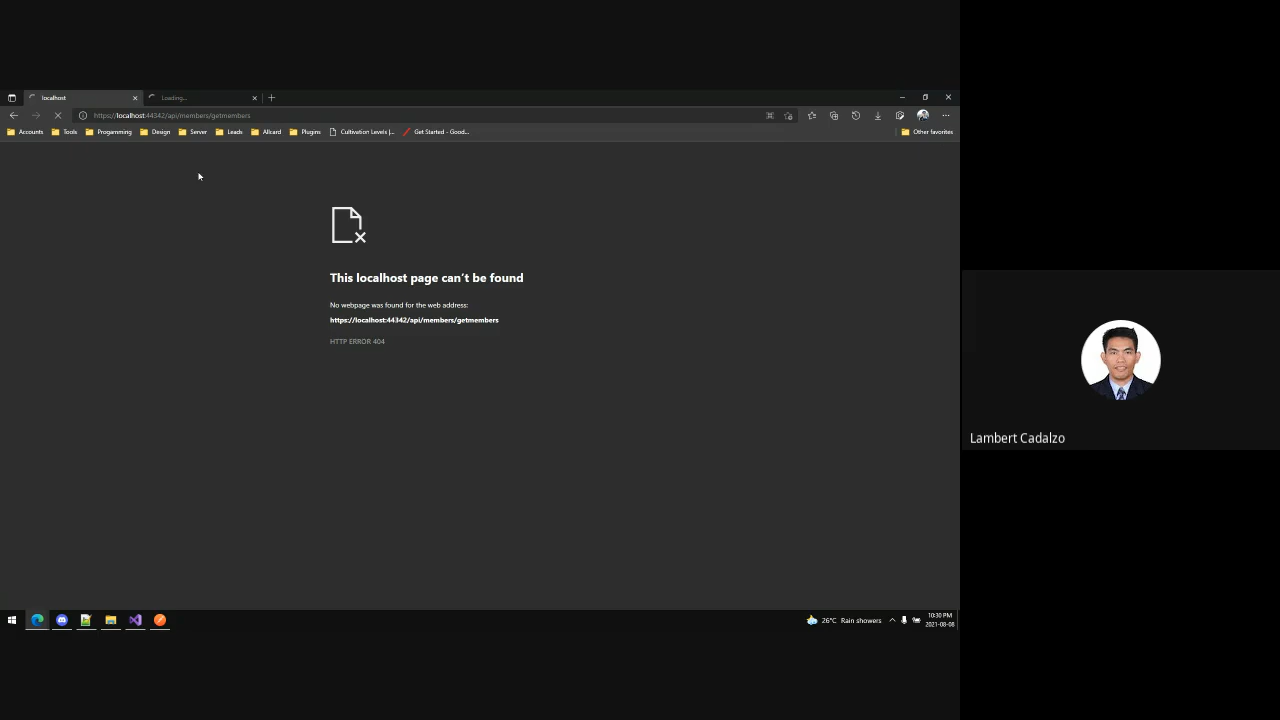 localhost
Loading...
https://localhost:44342/api/members/getmembers
Accounts Tools Progamming Design Server Leads Allcard Plugins Cultivation Levels |... Get Started - Good... Other favorites
This localhost page can't be found
No webpage was found for the web address:
https://localhost:44342/api/members/getmembers
HTTP ERROR 404
Lambert Cadalzo
26°C Rain showers
10:30 PM
2021-08-08